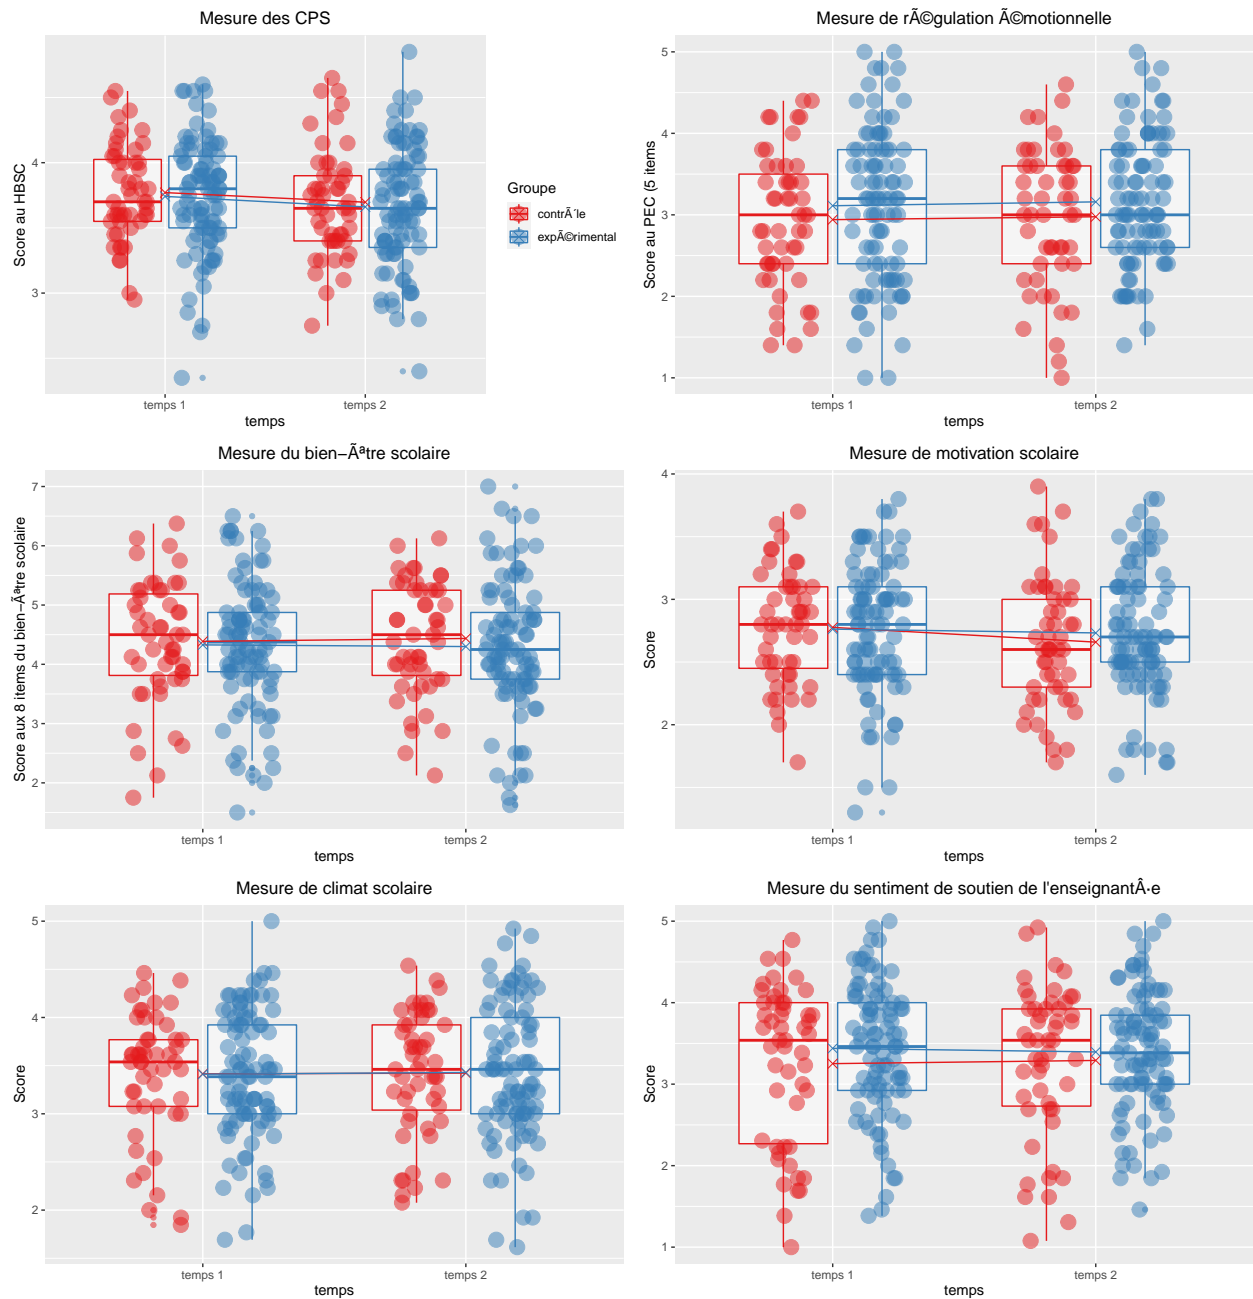 Mesure des CPS
Score au HBSC
4
3
temps 1
temps 2
temps
Groupe
contrÃ´le
expÃ©rimental
Mesure de rÃ©gulation Ã©motionnelle
Score au PEC (5 items)
5
4
3
2
1
temps 1
temps 2
temps
Mesure du bien−Ãªtre scolaire
Score aux 8 items du bien−Ãªtre scolaire
7
6
5
4
3
2
temps 1
temps 2
temps
Mesure de motivation scolaire
Score
4
3
2
temps 1
temps 2
temps
Mesure de climat scolaire
Score
5
4
3
2
temps 1
temps 2
temps
Mesure du sentiment de soutien de l'enseignantÂ·e
Score
5
4
3
2
1
temps 1
temps 2
temps